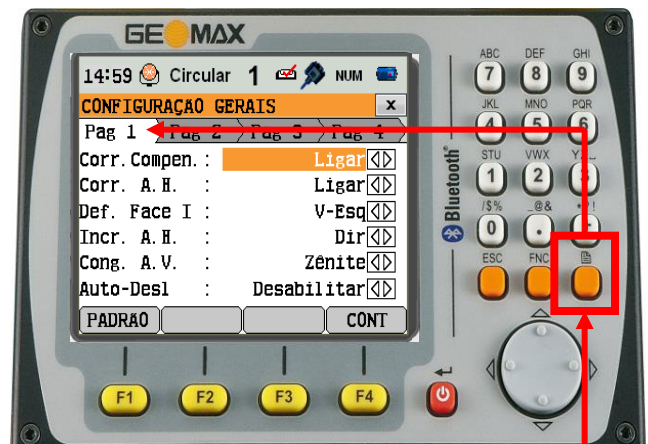 GEOMAX
14:59 Circular 1 NUM
CONFIGURAÇAO GERAIS x
Pag 1 Pag 2 Pag 3 Pag 4
Corr.Compen.: Ligar
Corr. A.H. : Ligar
Def. Face I : V-Esq
Incr. A.H. : Dir
Cong. A.V. : Zênite
Auto-Desl : Desabilitar
PADRÃO CONT
F1 F2 F3 F4
ABC DEF GHI
7 8 9
JKL MNO PQR
4 5 6
STU VWX
1 2 3
/$% _@&
0 .
ESC FNC
Bluetooth